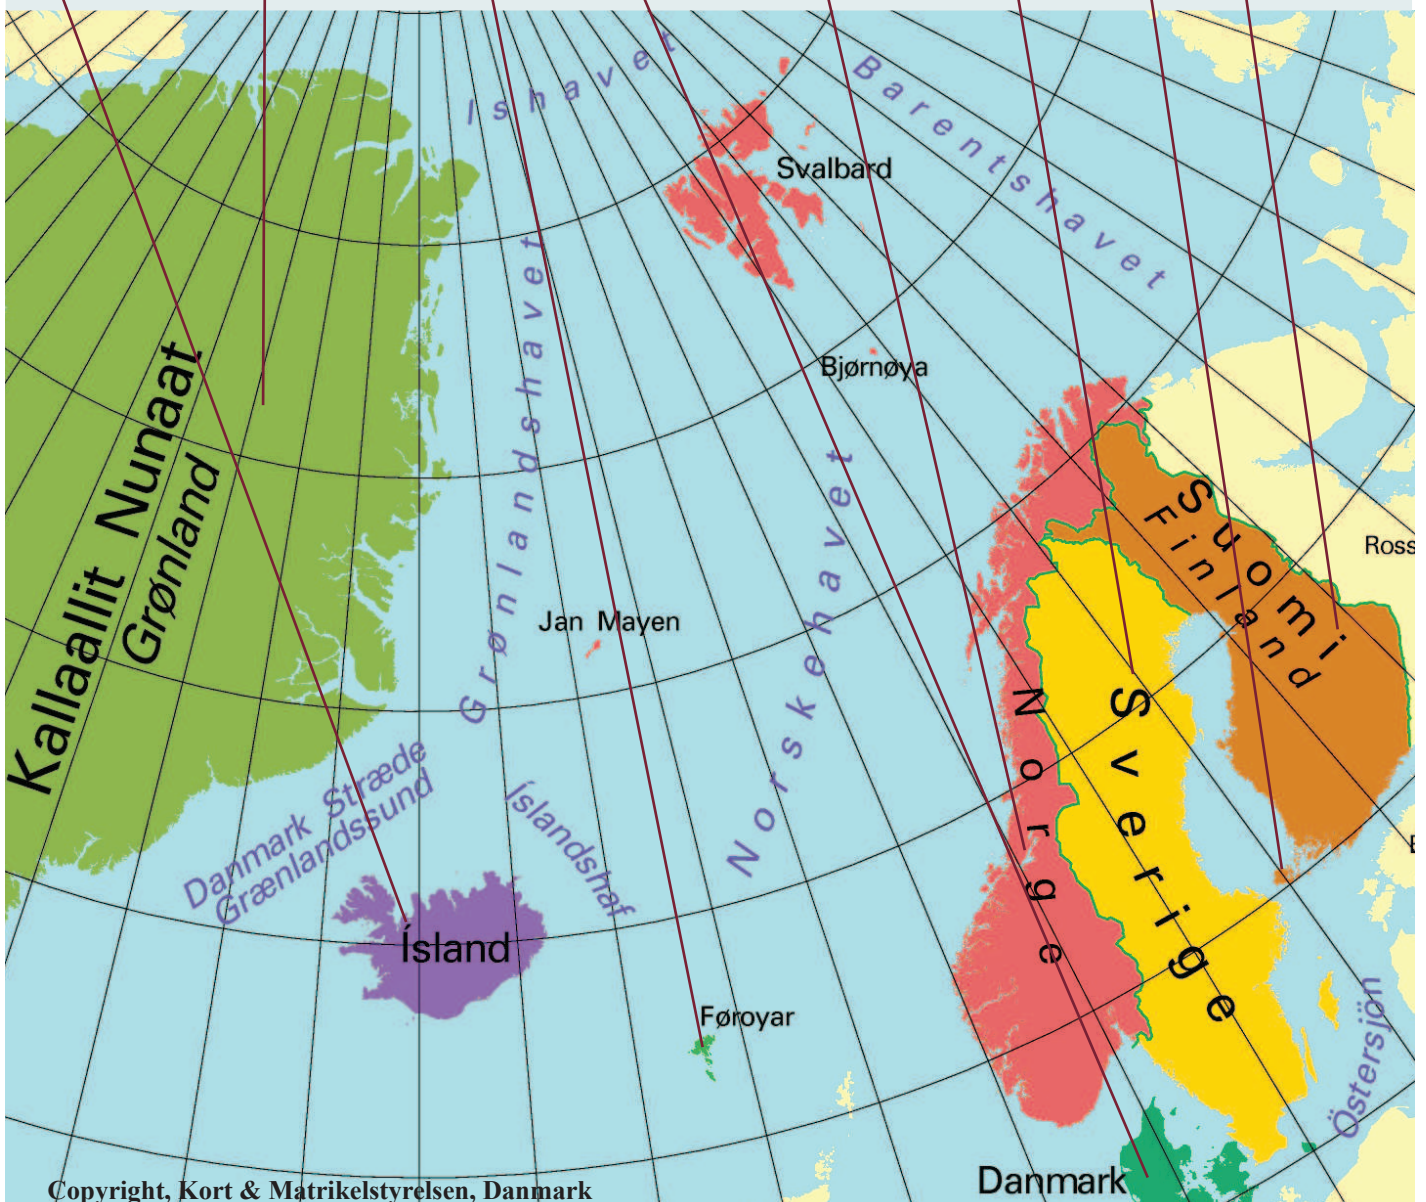 Ishavet
Barentshavet
Svalbard
Grønlandshavet
Bjørnøya
Kallaallit Nunaat
Grønland
Norskehavet
Suomi
Finland
Ross
Jan Mayen
Norge
Sverige
Danmark Stræde
Grænlandssund
Íslandshaf
Ísland
Føroyar
Östersjön
Danmark
Copyright, Kort & Matrikelstyrelsen, Danmark